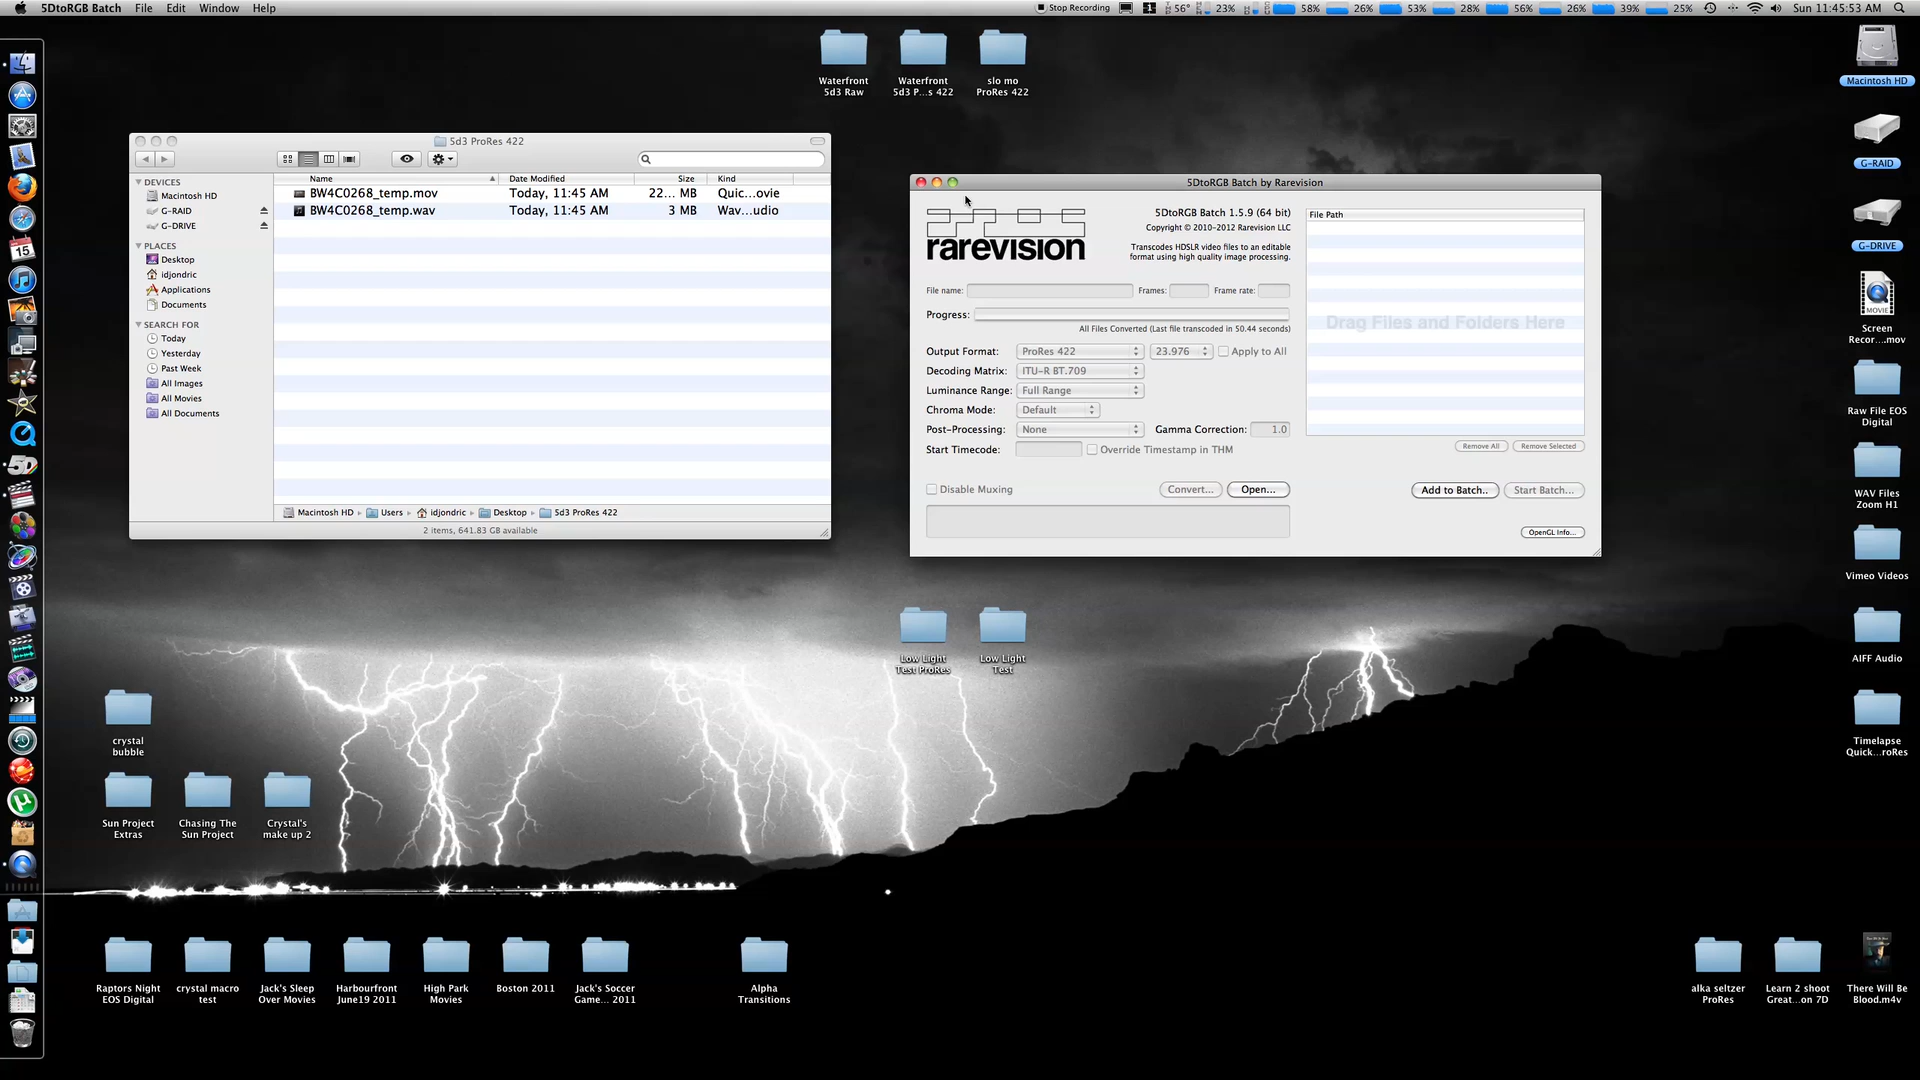 5DtoRGB Batch File Edit Window Help
Stop Recording 1 56° 23% 58% 26% 53% 28% 56% 26% 39% 25% Sun 11:45:53 AM
Waterfront 5d3 Raw
Waterfront 5d3 P...s 422
slo mo ProRes 422
Macintosh HD
G-RAID
G-DRIVE
MOVIE
Screen Recor....mov
Raw File EOS Digital
WAV Files Zoom H1
Vimeo Videos
AIFF Audio
Timelapse Quick...roRes
5d3 ProRes 422
Name Date Modified Size Kind
BW4C0268_temp.mov Today, 11:45 AM 22... MB Quic...ovie
BW4C0268_temp.wav Today, 11:45 AM 3 MB Wav...udio
DEVICES
Macintosh HD
G-RAID
G-DRIVE
PLACES
Desktop
idjondric
Applications
Documents
SEARCH FOR
Today
Yesterday
Past Week
All Images
All Movies
All Documents
Macintosh HD Users idjondric Desktop 5d3 ProRes 422
2 items, 641.83 GB available
5DtoRGB Batch by Rarevision
rarevision
5DtoRGB Batch 1.5.9 (64 bit)
Copyright © 2010-2012 Rarevision LLC
Transcodes HDSLR video files to an editable
format using high quality image processing.
File name: Frames: Frame rate:
Progress:
All Files Converted (Last file transcoded in 50.44 seconds)
Output Format: ProRes 422 23.976 Apply to All
Decoding Matrix: ITU-R BT.709
Luminance Range: Full Range
Chroma Mode: Default
Post-Processing: None Gamma Correction: 1.0
Start Timecode: Override Timestamp in THM
Disable Muxing Convert... Open...
File Path
Drag Files and Folders Here
Remove All Remove Selected
Add to Batch.. Start Batch...
OpenGL Info...
15
5D
Low Light Test ProRes
Low Light Test
crystal bubble
Sun Project Extras
Chasing The Sun Project
Crystal's make up 2
Raptors Night EOS Digital
crystal macro test
Jack's Sleep Over Movies
Harbourfront June19 2011
High Park Movies
Boston 2011
Jack's Soccer Game... 2011
Alpha Transitions
alka seltzer ProRes
Learn 2 shoot Great...on 7D
There Will Be Blood.m4v